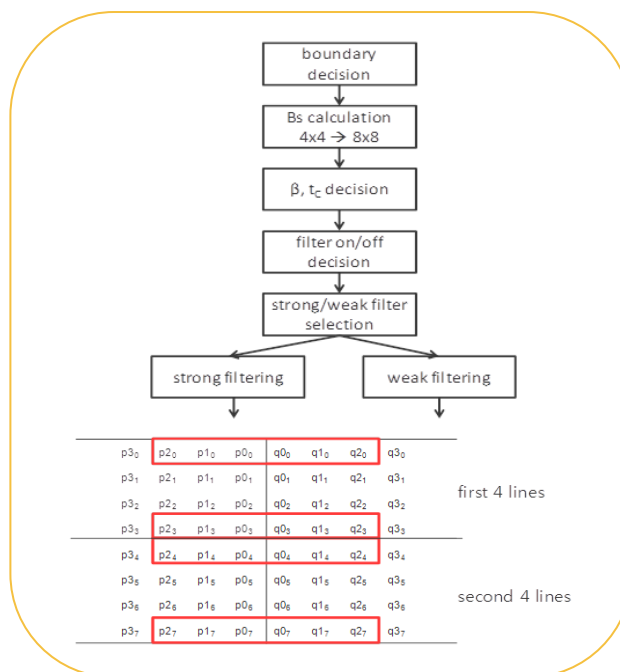 boundary
decision
Bs calculation
4x4 → 8x8
β, t_C decision
filter on/off
decision
strong/weak filter
selection
strong filtering
weak filtering
p3₀ p2₀ p1₀ p0₀ q0₀ q1₀ q2₀ q3₀
p3₁ p2₁ p1₁ p0₁ q0₁ q1₁ q2₁ q3₁
first 4 lines
p3₂ p2₂ p1₂ p0₂ q0₂ q1₂ q2₂ q3₂
p3₃ p2₃ p1₃ p0₃ q0₃ q1₃ q2₃ q3₃
p3₄ p2₄ p1₄ p0₄ q0₄ q1₄ q2₄ q3₄
p3₅ p2₅ p1₅ p0₅ q0₅ q1₅ q2₅ q3₅
second 4 lines
p3₆ p2₆ p1₆ p0₆ q0₆ q1₆ q2₆ q3₆
p3₇ p2₇ p1₇ p0₇ q0₇ q1₇ q2₇ q3₇